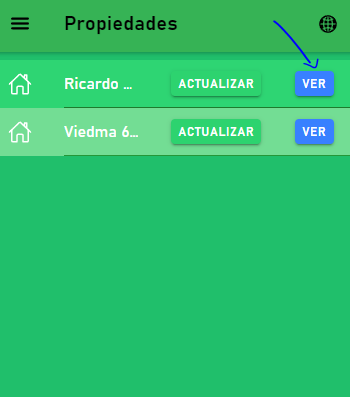 Propiedades
Ricardo ... ACTUALIZAR VER
Viedma 6... ACTUALIZAR VER